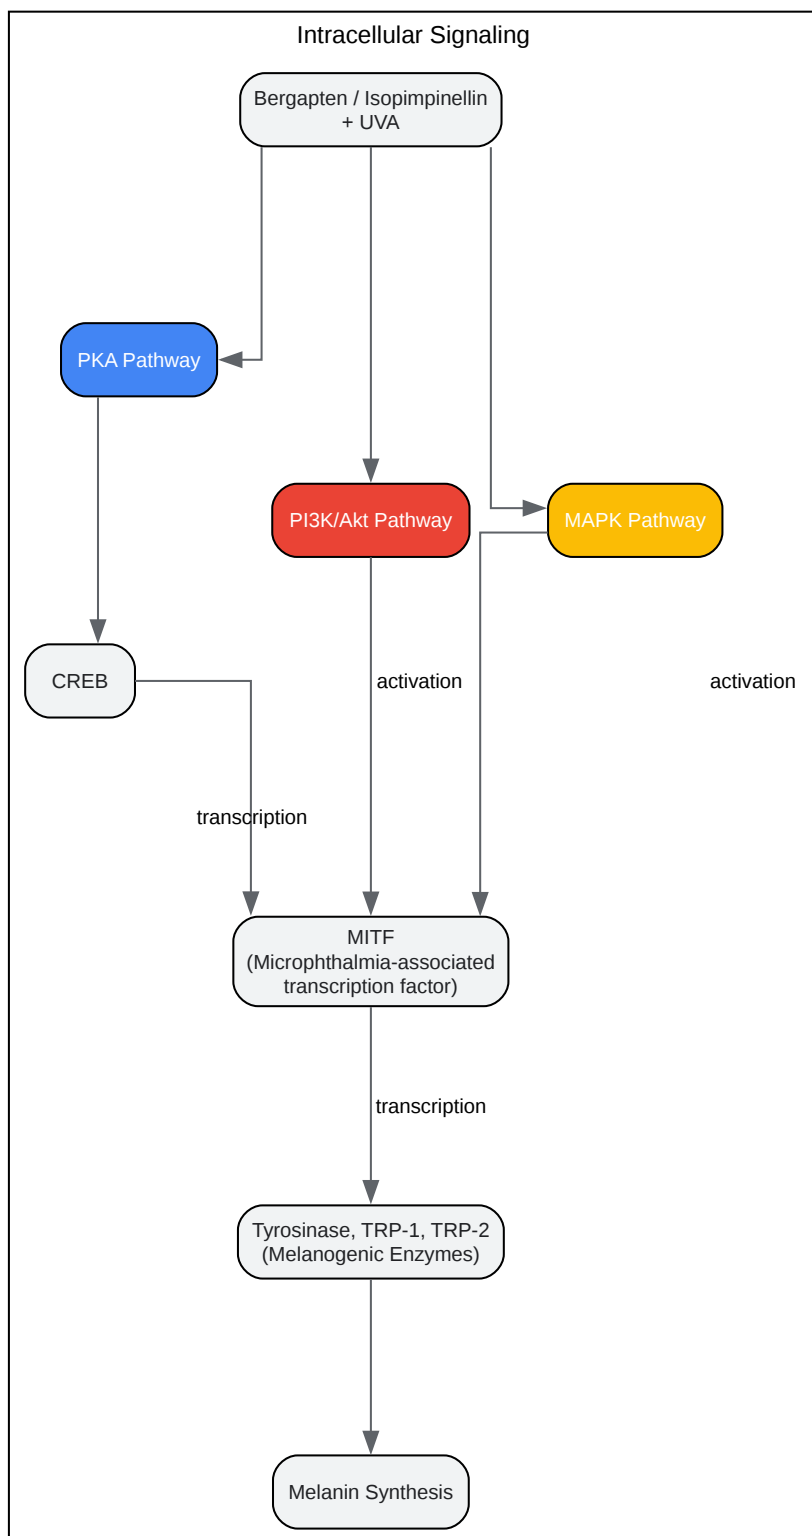 Intracellular Signaling
Bergapten / Isopimpinellin
+ UVA
PKA Pathway
PI3K/Akt Pathway
MAPK Pathway
CREB
activation
activation
transcription
MITF
(Microphthalmia-associated
transcription factor)
transcription
Tyrosinase, TRP-1, TRP-2
(Melanogenic Enzymes)
Melanin Synthesis